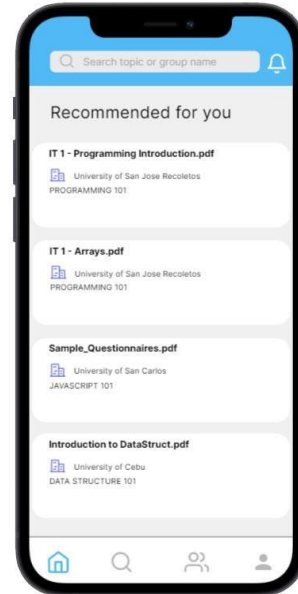 Search topic or group name
Recommended for you
IT 1 - Programming Introduction.pdf
University of San Jose Recoletos
PROGRAMMING 101
IT 1 - Arrays.pdf
University of San Jose Recoletos
PROGRAMMING 101
Sample_Questionnaires.pdf
University of San Carlos
JAVASCRIPT 101
Introduction to DataStruct.pdf
University of Cebu
DATA STRUCTURE 101